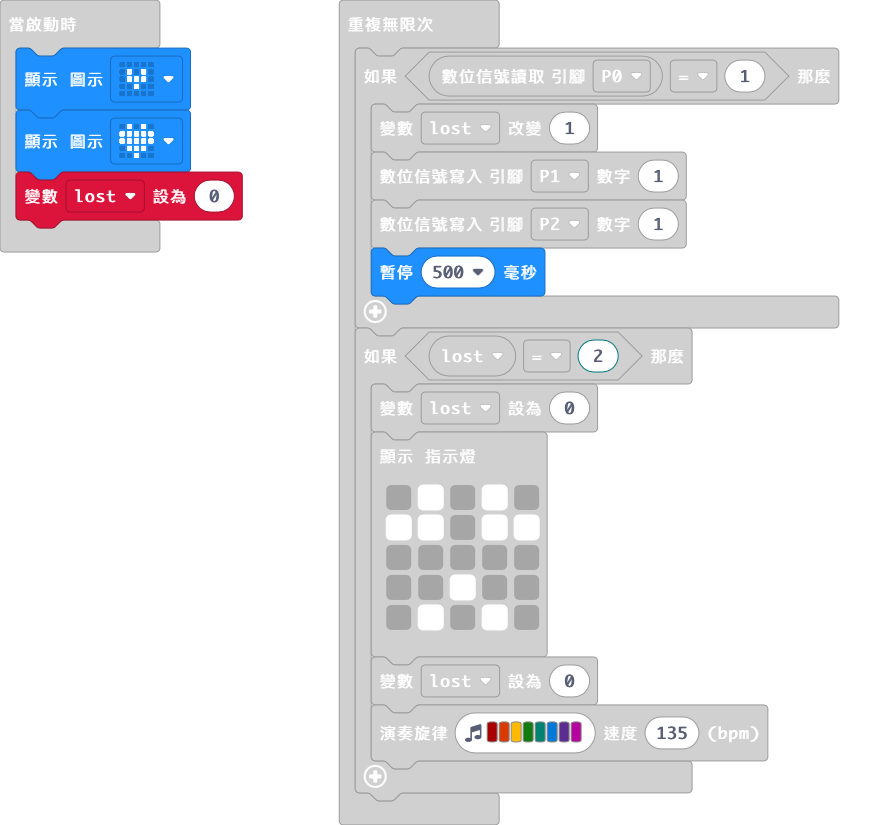 當啟動時
顯示 圖示
顯示 圖示
變數 lost 設為 0
重複無限次
如果 數位信號讀取 引腳 P0 = 1 那麼
變數 lost 改變 1
數位信號寫入 引腳 P1 數字 1
數位信號寫入 引腳 P2 數字 1
暫停 500 毫秒
如果 lost = 2 那麼
變數 lost 設為 0
顯示 指示燈
變數 lost 設為 0
演奏旋律 速度 135 (bpm)